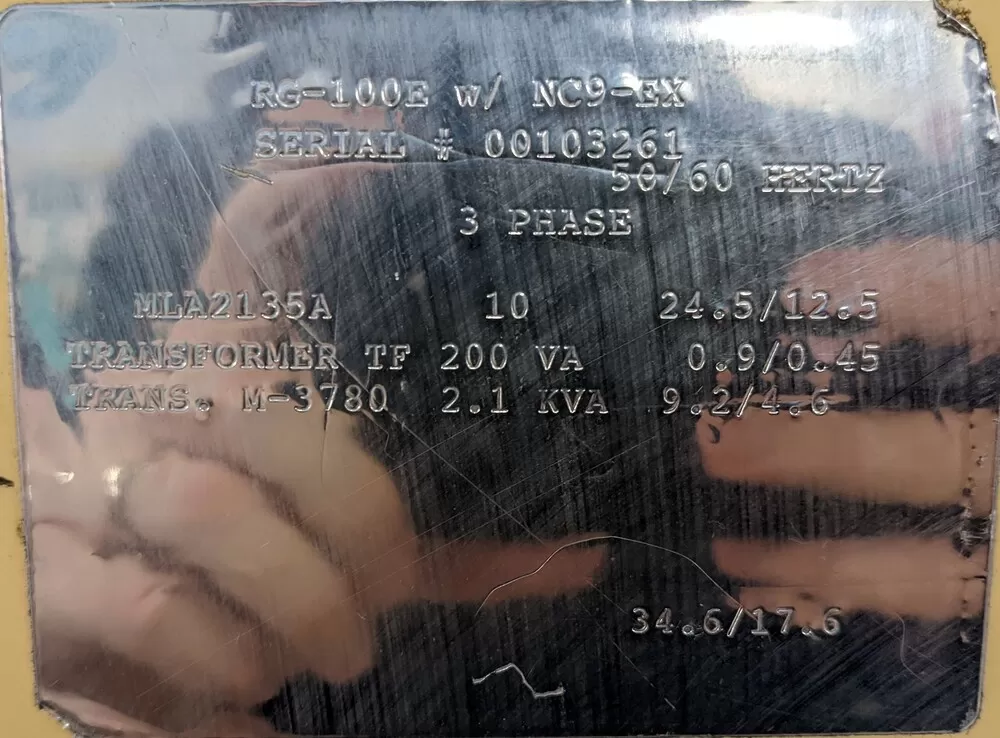 RG-100E w/ NC9-EX
SERIAL # 00103261
50/60 HERTZ
3 PHASE
MLA2135A 10 24.5/12.5
TRANSFORMER TF 200 VA 0.9/0.45
TRANS. M-3780 2.1 KVA 9.2/4.6
34.6/17.6